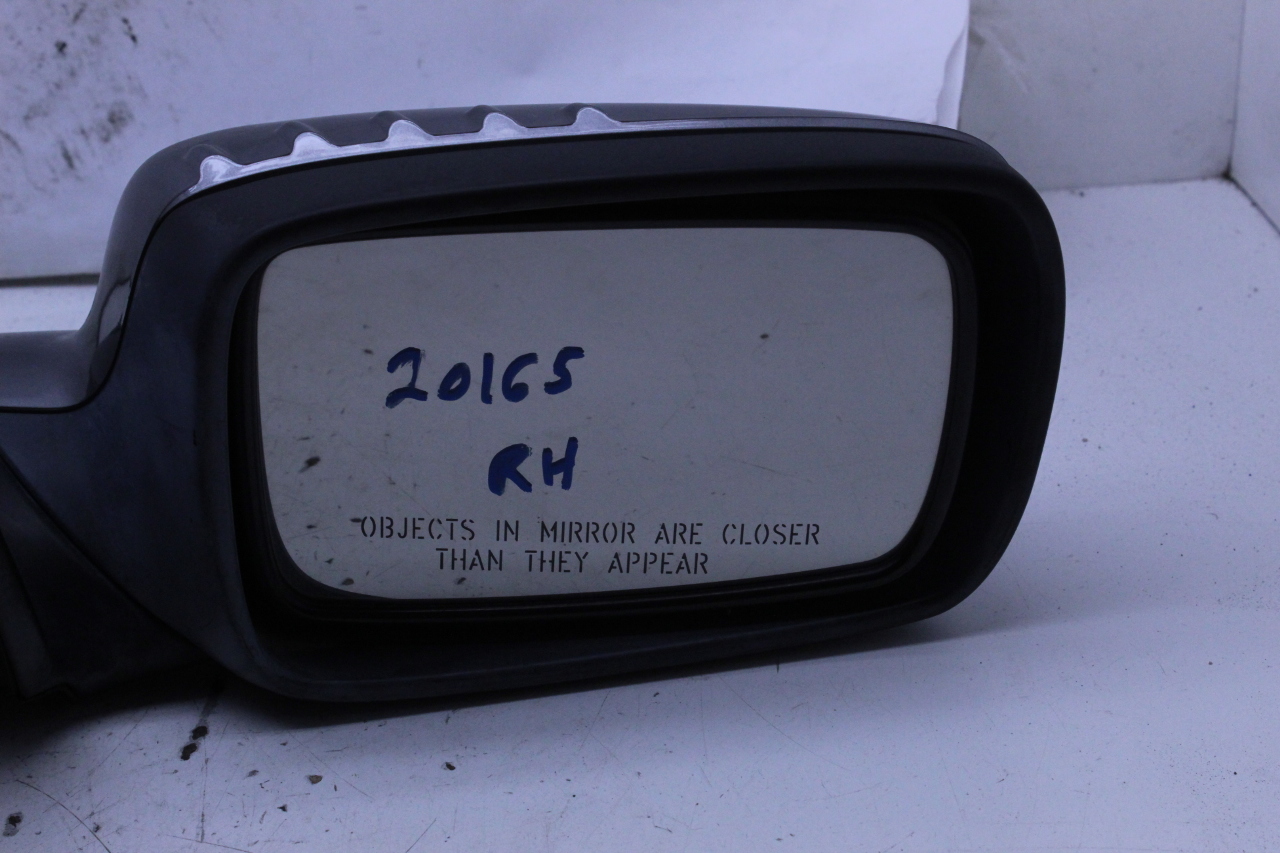 20165
RH
OBJECTS IN MIRROR ARE CLOSER
THAN THEY APPEAR